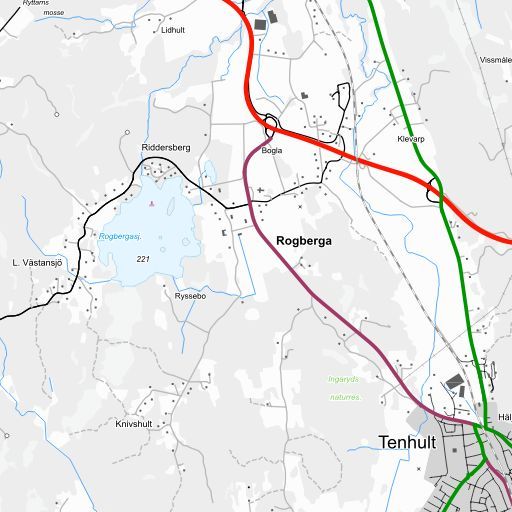 Ryttarns
mosse
Lidhult
Vissmåle
Klevarp
Riddersberg
Bogla
Rogbergasj.
Rogberga
L. Västansjö
221
Ryssebo
Ingaryds
naturres.
Knivshult
Häl
Tenhult